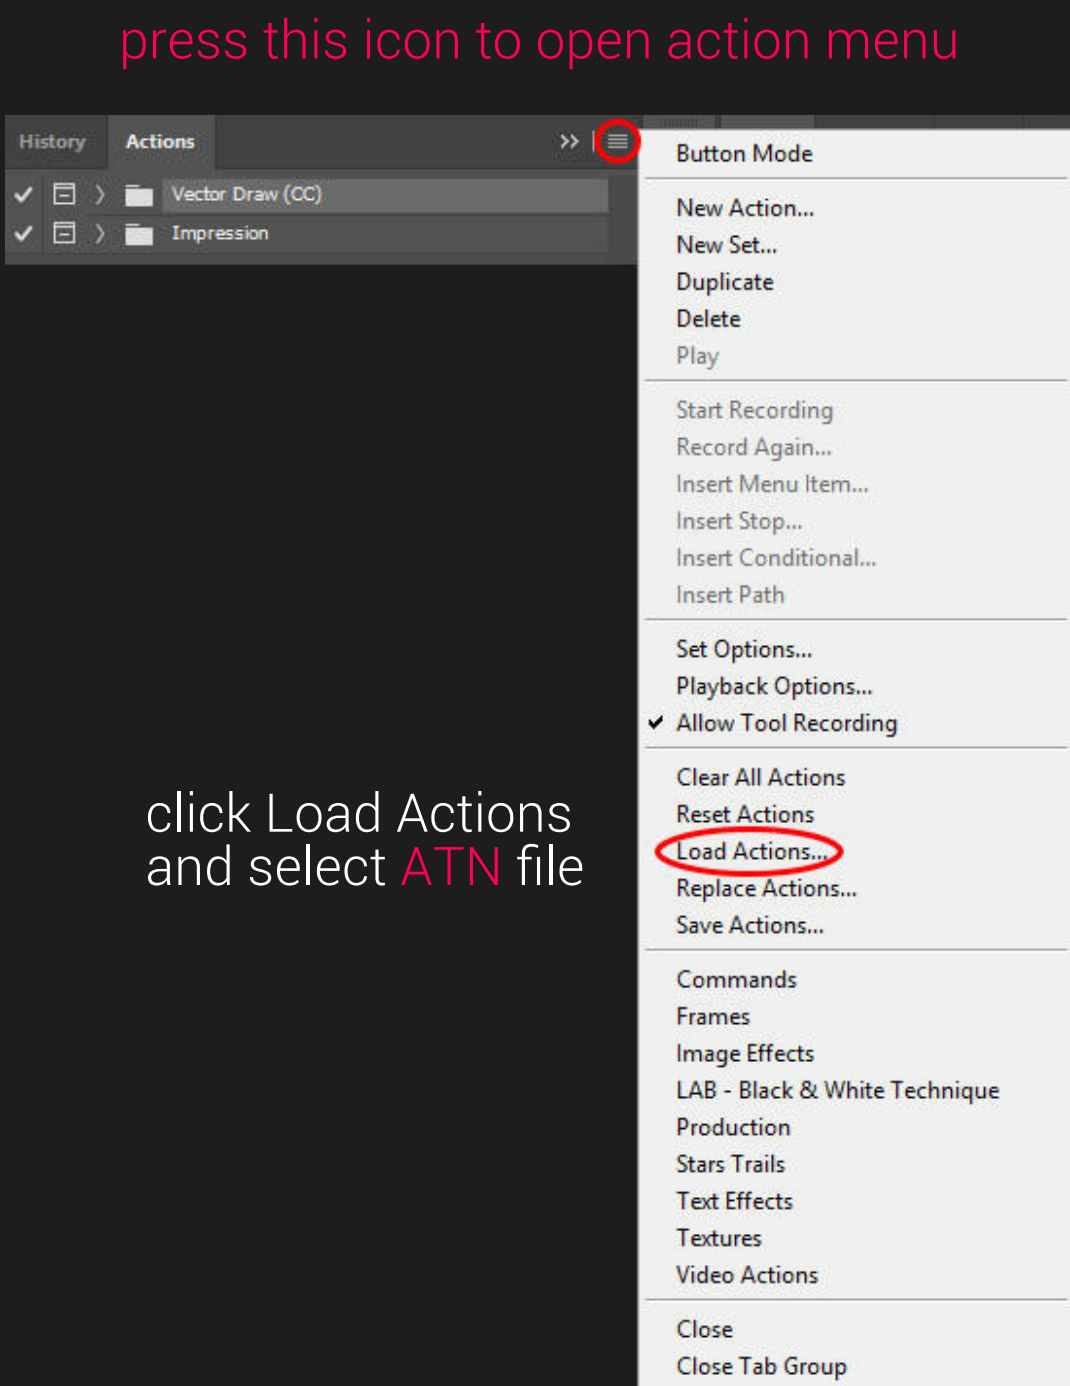 press this icon to open action menu
History
Actions
Vector Draw (CC)
Impression
Button Mode
New Action...
New Set...
Duplicate
Delete
Play
Start Recording
Record Again...
Insert Menu Item...
Insert Stop...
Insert Conditional...
Insert Path
Set Options...
Playback Options...
Allow Tool Recording
Clear All Actions
Reset Actions
Load Actions...
Replace Actions...
Save Actions...
click Load Actions
and select ATN file
Commands
Frames
Image Effects
LAB - Black & White Technique
Production
Stars Trails
Text Effects
Textures
Video Actions
Close
Close Tab Group